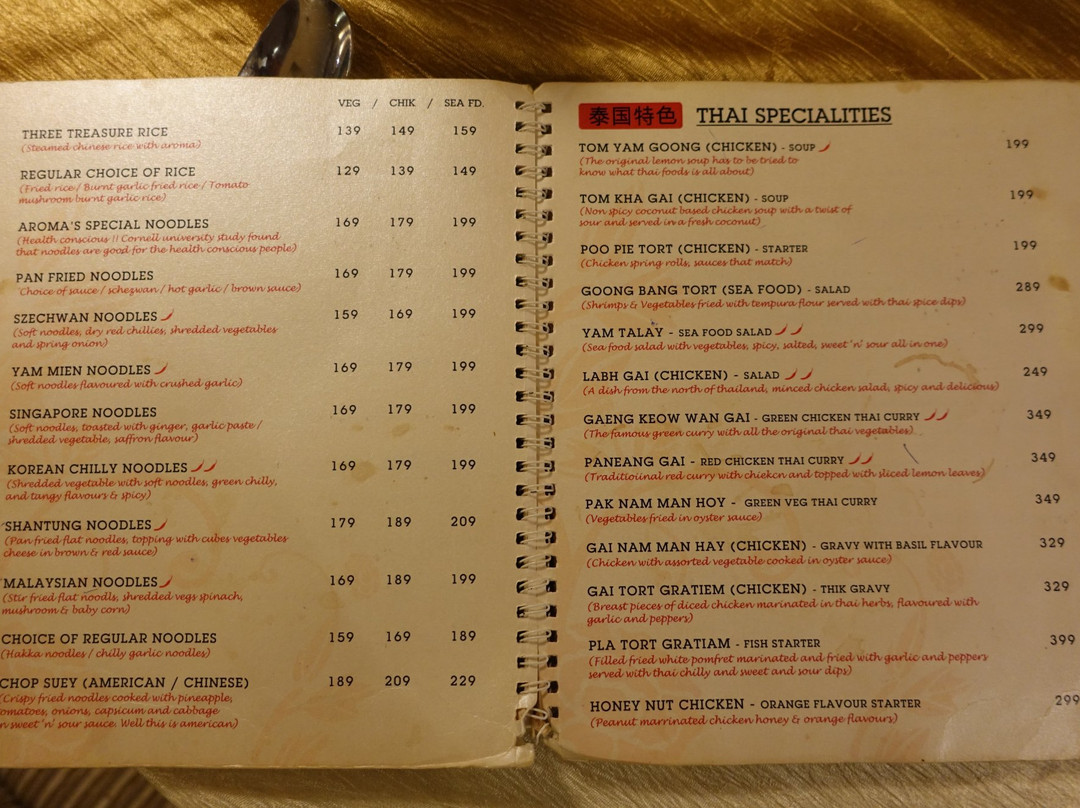 VEG / CHIK / SEA FD.
THREE TREASURE RICE 139 149 159
(Steamed chinese rice with aroma)
REGULAR CHOICE OF RICE 129 139 149
(Fried rice / Burnt garlic fried rice / Tomato
mushroom burnt garlic rice)
AROMA'S SPECIAL NOODLES 169 179 199
(Health conscious !! Cornell university study found
that noodles are good for the health conscious people)
PAN FRIED NOODLES 169 179 199
Choice of sauce / schezwan / hot garlic / brown sauce)
SZECHWAN NOODLES 159 169 199
(Soft noodles, dry red chillies, shredded vegetables
and spring onion)
YAM MIEN NOODLES 169 179 199
(Soft noodles flavoured with crushed garlic)
SINGAPORE NOODLES 169 179 199
(Soft noodles, toasted with ginger, garlic paste /
shredded vegetable, saffron flavour)
KOREAN CHILLY NOODLES 169 179 199
(Shredded vegetable with soft noodles, green chilly,
and tangy flavours & spicy)
SHANTUNG NOODLES 179 189 209
(Pan fried flat noodles, topping with cubes vegetables
cheese in brown & red sauce)
MALAYSIAN NOODLES 169 189 199
(Stir fried flat noodls, shredded vegs spinach,
mushroom & baby corn)
CHOICE OF REGULAR NOODLES 159 169 189
(Hakka noodles / chilly garlic noodles)
CHOP SUEY (AMERICAN / CHINESE) 189 209 229
(Crispy fried noodles cooked with pineapple,
omatoes, onions, capsicum and cabbage
n sweet 'n' sour sauce. Well this is american)
泰国特色 THAI SPECIALITIES
TOM YAM GOONG (CHICKEN) - SOUP 199
(The original lemon soup has to be tried to
know what thai foods is all about)
TOM KHA GAI (CHICKEN) - SOUP 199
(Non spicy coconut based chicken soup with a twist of
sour and served in a fresh coconut)
POO PIE TORT (CHICKEN) - STARTER 199
(Chicken spring rolls, sauces that match)
GOONG BANG TORT (SEA FOOD) - SALAD 289
(Shrimps & Vegetables fried with tempura flour served with thai spice dips)
YAM TALAY - SEA FOOD SALAD 299
(Sea food salad with vegetables, spicy, salted, sweet 'n' sour all in one)
LABH GAI (CHICKEN) - SALAD 249
(A dish from the north of thailand, minced chicken salad, spicy and delicious)
GAENG KEOW WAN GAI - GREEN CHICKEN THAI CURRY 349
(The famous green curry with all the original thai vegetables)
PANEANG GAI - RED CHICKEN THAI CURRY 349
(Traditiouinal red curry with chiekcn and topped with sliced lemon leaves)
PAK NAM MAN HOY - GREEN VEG THAI CURRY 349
(Vegetables fried in oyster sauce)
GAI NAM MAN HAY (CHICKEN) - GRAVY WITH BASIL FLAVOUR 329
(Chicken with assorted vegetable cooked in oyster sauce)
GAI TORT GRATIEM (CHICKEN) - THIK GRAVY 329
(Breast pieces of diced chicken marinated in thai herbs, flavoured with
garlic and peppers)
PLA TORT GRATIAM - FISH STARTER 399
(Filled fried white pomfret marinated and fried with garlic and peppers
served with thai chilly and sweet and sour dips)
HONEY NUT CHICKEN - ORANGE FLAVOUR STARTER 299
(Peanut marrinated chicken honey & orange flavours)